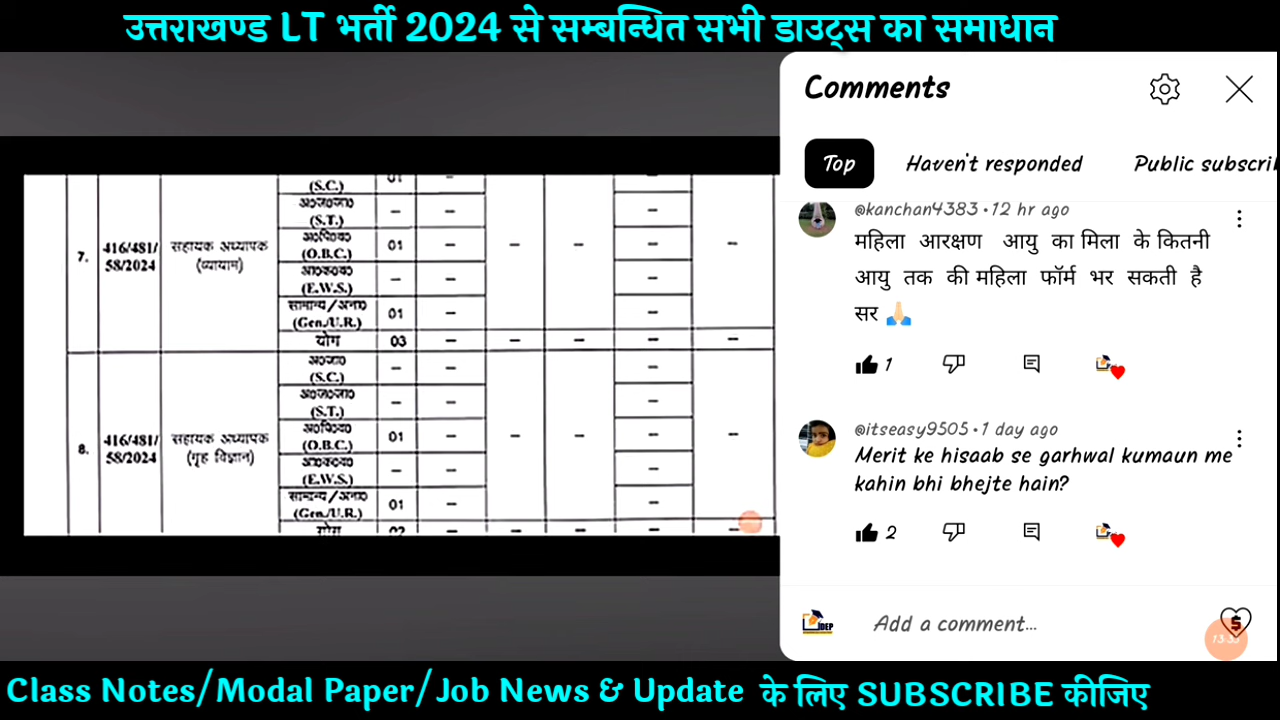 उत्तराखण्ड LT भर्ती 2024 से सम्बन्धित सभी डाउट्स का समाधान
Comments
Top Haven't responded Public subscri
@kanchan4383 • 12 hr ago
महिला आरक्षण आयु का मिला के कितनी
आयु तक की महिला फॉर्म भर सकती है
सर 🙏
1
@itseasy9505 • 1 day ago
Merit ke hisaab se garhwal kumaun me
kahin bhi bhejte hain?
2
Add a comment...
(S.C.) 01 –
(S.T.) – – –
7. 416/481/58/2024 सहायक अध्यापक (व्यायाम)
(O.B.C.) 01 – – – – –
(E.W.S.) – – –
सामान्य/अना०
(Gen./U.R.) 01 – –
योग 03 – – – – –
(S.C.) – – –
(S.T.) – – –
8. 416/481/58/2024 सहायक अध्यापक (गृह विज्ञान)
(O.B.C.) 01 – – – – –
(E.W.S.) – – –
सामान्य/अना०
(Gen./U.R.) 01 – –
योग 02 – – – – –
Class Notes/Modal Paper/Job News & Update के लिए SUBSCRIBE कीजिए